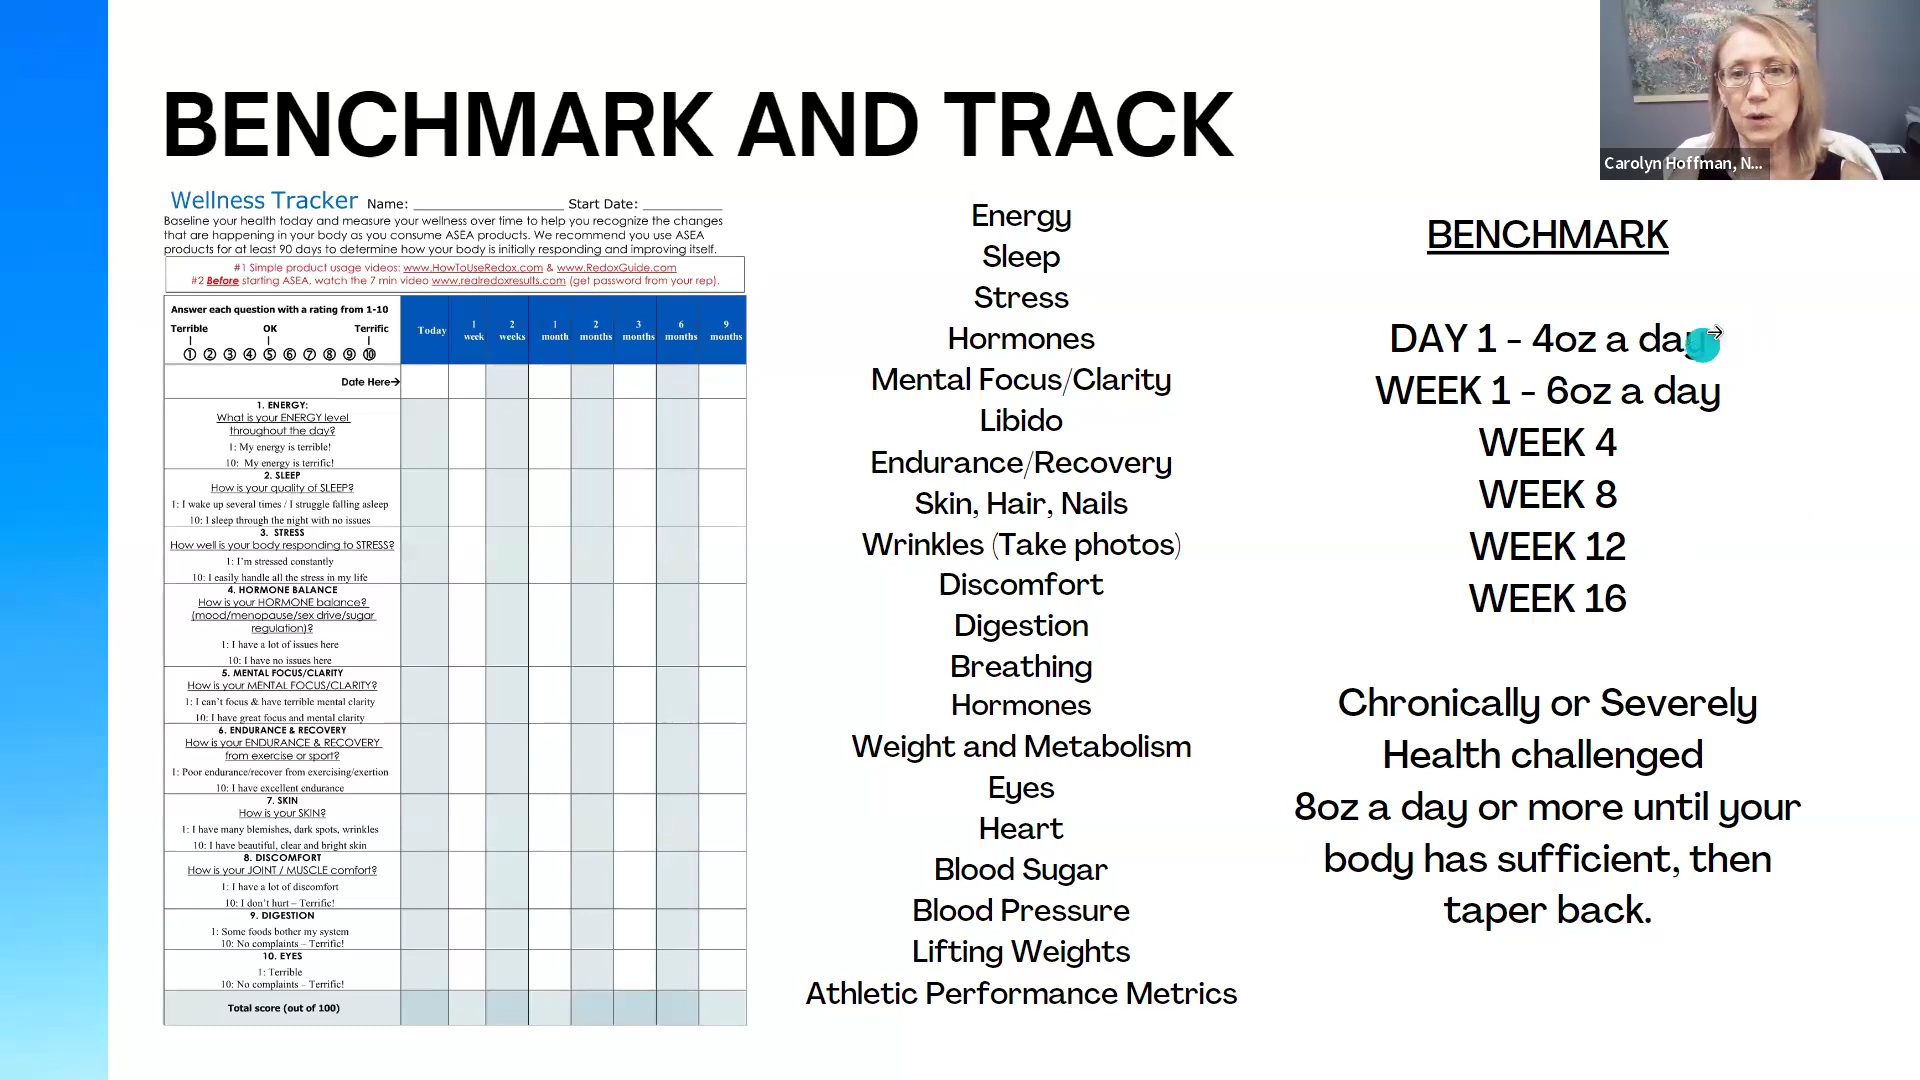 BENCHMARK AND TRACK
Carolyn Hoffman, N...
Wellness Tracker Name: ____________________ Start Date: ___________
Baseline your health today and measure your wellness over time to help you recognize the changes
that are happening in your body as you consume ASEA products. We recommend you use ASEA
products for at least 90 days to determine how your body is initially responding and improving itself.
#1 Simple product usage videos: www.HowToUseRedox.com & www.RedoxGuide.com
#2 Before starting ASEA, watch the 7 min video www.realredoxresults.com (get password from your rep).
Answer each question with a rating from 1-10
Terrible OK Terrific
① ② ③ ④ ⑤ ⑥ ⑦ ⑧ ⑨ ⑩
Today
1 week
2 weeks
1 month
2 months
3 months
6 months
9 months
Date Here→
1. ENERGY:
What is your ENERGY level
throughout the day?
1: My energy is terrible!
10: My energy is terrific!
2. SLEEP
How is your quality of SLEEP?
1: I wake up several times / I struggle falling asleep
10: I sleep through the night with no issues
3. STRESS
How well is your body responding to STRESS?
1: I'm stressed constantly
10: I easily handle all the stress in my life
4. HORMONE BALANCE
How is your HORMONE balance?
(mood/menopause/sex drive/sugar
regulation)?
1: I have a lot of issues here
10: I have no issues here
5. MENTAL FOCUS/CLARITY
How is your MENTAL FOCUS/CLARITY?
1: I can't focus & have terrible mental clarity
10: I have great focus and mental clarity
6. ENDURANCE & RECOVERY
How is your ENDURANCE & RECOVERY
from exercise or sport?
1: Poor endurance/recover from exercising/exertion
10: I have excellent endurance
7. SKIN
How is your SKIN?
1: I have many blemishes, dark spots, wrinkles
10: I have beautiful, clear and bright skin
8. DISCOMFORT
How is your JOINT / MUSCLE comfort?
1: I have a lot of discomfort
10: I don't hurt – Terrific!
9. DIGESTION
1: Some foods bother my system
10: No complaints – Terrific!
10. EYES
1: Terrible
10: No complaints – Terrific!
Total score (out of 100)
Energy
Sleep
Stress
Hormones
Mental Focus/Clarity
Libido
Endurance/Recovery
Skin, Hair, Nails
Wrinkles (Take photos)
Discomfort
Digestion
Breathing
Hormones
Weight and Metabolism
Eyes
Heart
Blood Sugar
Blood Pressure
Lifting Weights
Athletic Performance Metrics
BENCHMARK
DAY 1 - 4oz a day
WEEK 1 - 6oz a day
WEEK 4
WEEK 8
WEEK 12
WEEK 16
Chronically or Severely
Health challenged
8oz a day or more until your
body has sufficient, then
taper back.